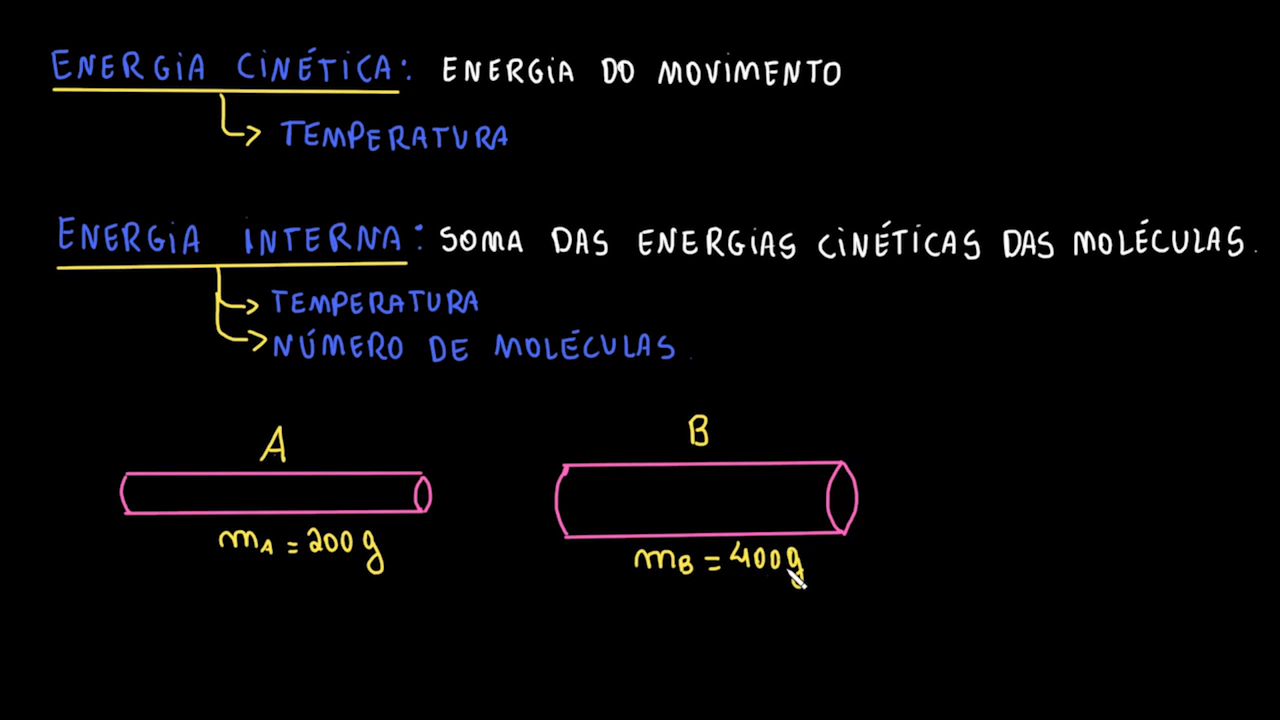 ENERGIA CINÉTICA: ENERGIA DO MOVIMENTO
TEMPERATURA
ENERGIA INTERNA: SOMA DAS ENERGIAS CINÉTICAS DAS MOLÉCULAS.
TEMPERATURA
NÚMERO DE MOLÉCULAS
A
B
mA = 200g
mB = 400g